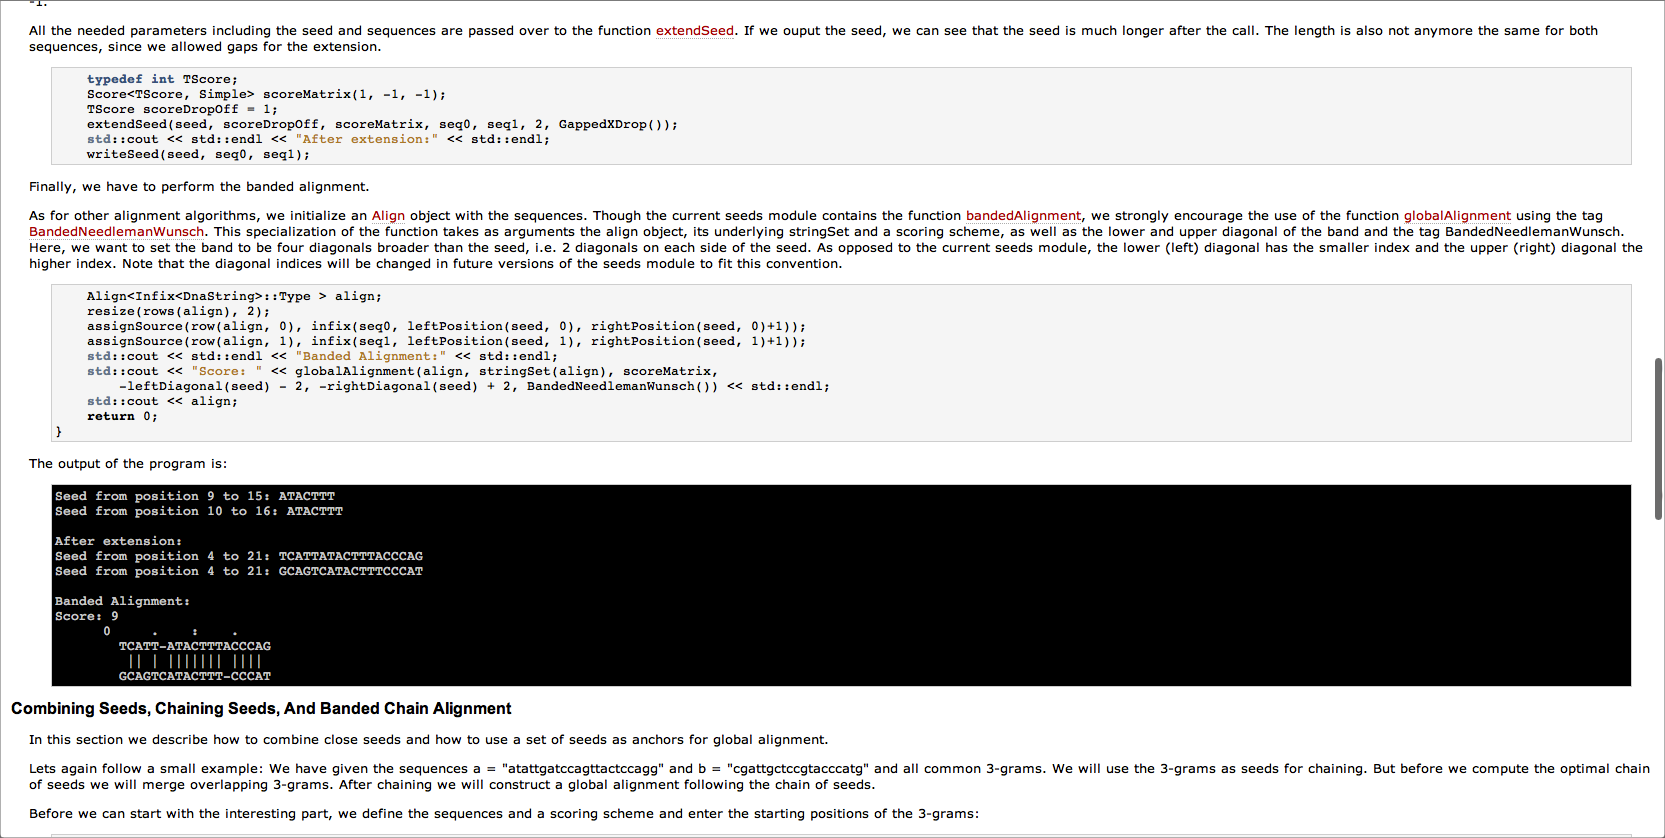 -1.
All the needed parameters including the seed and sequences are passed over to the function extendSeed. If we ouput the seed, we can see that the seed is much longer after the call. The length is also not anymore the same for both
sequences, since we allowed gaps for the extension.
typedef int TScore;
Score<TScore, Simple> scoreMatrix(1, -1, -1);
TScore scoreDropOff = 1;
extendSeed(seed, scoreDropOff, scoreMatrix, seq0, seq1, 2, GappedXDrop());
std::cout << std::endl << "After extension:" << std::endl;
writeSeed(seed, seq0, seq1);
Finally, we have to perform the banded alignment.
As for other alignment algorithms, we initialize an Align object with the sequences. Though the current seeds module contains the function bandedAlignment, we strongly encourage the use of the function globalAlignment using the tag
BandedNeedlemanWunsch. This specialization of the function takes as arguments the align object, its underlying stringSet and a scoring scheme, as well as the lower and upper diagonal of the band and the tag BandedNeedlemanWunsch.
Here, we want to set the band to be four diagonals broader than the seed, i.e. 2 diagonals on each side of the seed. As opposed to the current seeds module, the lower (left) diagonal has the smaller index and the upper (right) diagonal the
higher index. Note that the diagonal indices will be changed in future versions of the seeds module to fit this convention.
Align<Infix<DnaString>::Type > align;
resize(rows(align), 2);
assignSource(row(align, 0), infix(seq0, leftPosition(seed, 0), rightPosition(seed, 0)+1));
assignSource(row(align, 1), infix(seq1, leftPosition(seed, 1), rightPosition(seed, 1)+1));
std::cout << std::endl << "Banded Alignment:" << std::endl;
std::cout << "Score: " << globalAlignment(align, stringSet(align), scoreMatrix,
-leftDiagonal(seed) - 2, -rightDiagonal(seed) + 2, BandedNeedlemanWunsch()) << std::endl;
std::cout << align;
return 0;
}
The output of the program is:
Seed from position 9 to 15: ATACTTT
Seed from position 10 to 16: ATACTTT
After extension:
Seed from position 4 to 21: TCATTATACTTTACCCAG
Seed from position 4 to 21: GCAGTCATACTTTCCCAT
Banded Alignment:
Score: 9
0     .    :    .
TCATT-ATACTTTACCCAG
 || | ||||||| ||||
GCAGTCATACTTT-CCCAT
Combining Seeds, Chaining Seeds, And Banded Chain Alignment
In this section we describe how to combine close seeds and how to use a set of seeds as anchors for global alignment.
Lets again follow a small example: We have given the sequences a = "atattgatccagttactccagg" and b = "cgattgctccgtacccatg" and all common 3-grams. We will use the 3-grams as seeds for chaining. But before we compute the optimal chain
of seeds we will merge overlapping 3-grams. After chaining we will construct a global alignment following the chain of seeds.
Before we can start with the interesting part, we define the sequences and a scoring scheme and enter the starting positions of the 3-grams: